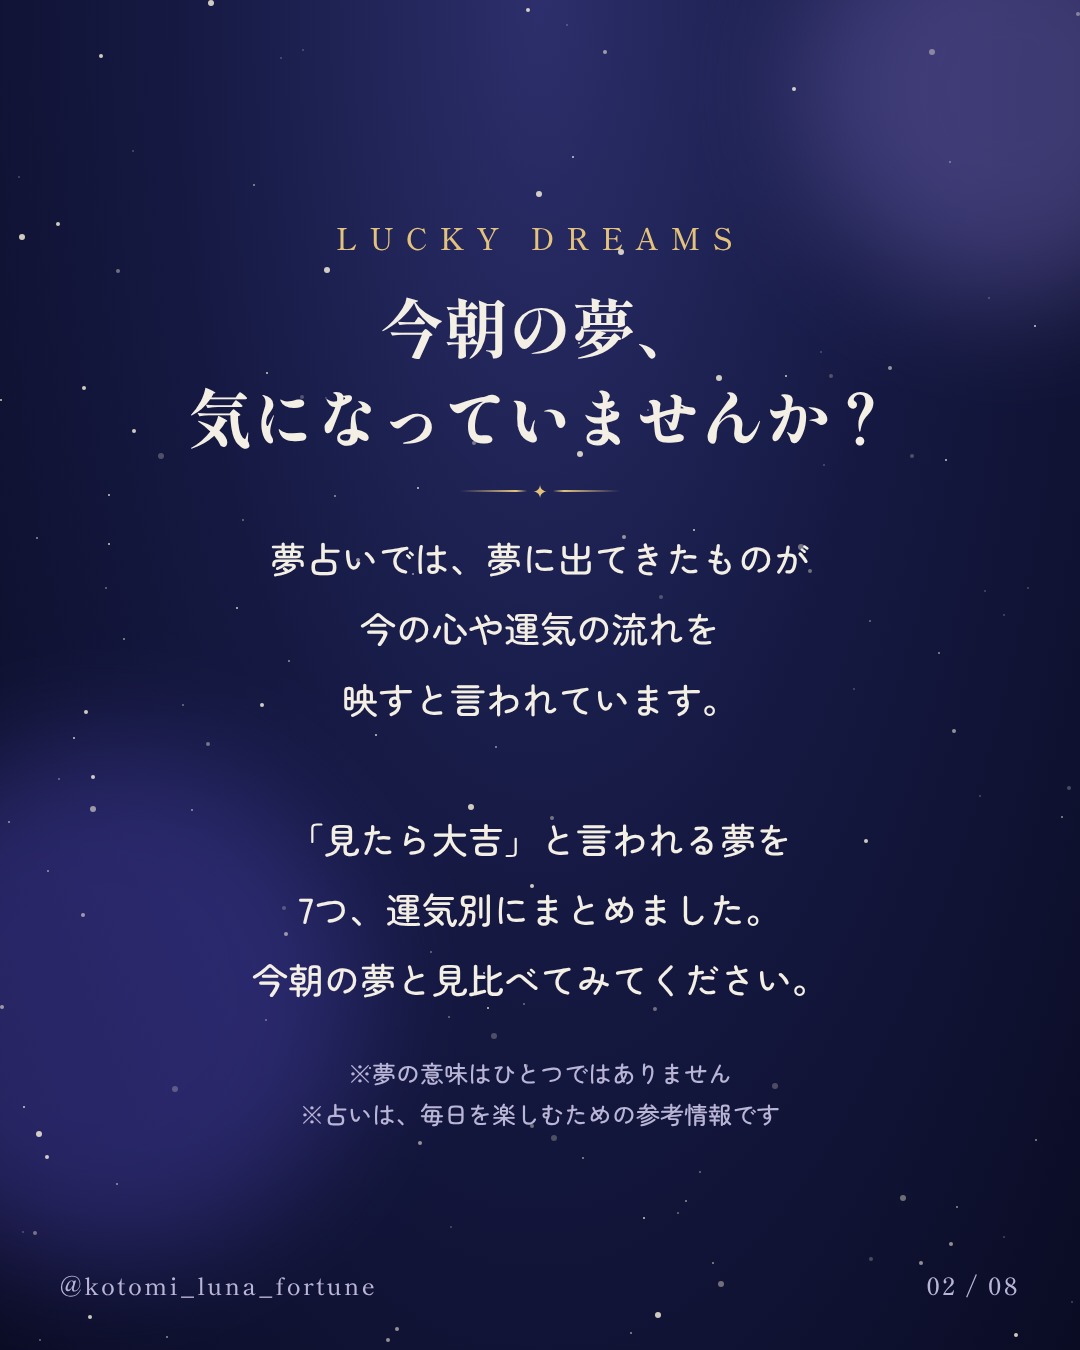 LUCKY DREAMS
今朝の夢、
気になっていませんか？
夢占いでは、夢に出てきたものが
今の心や運気の流れを
映すと言われています。
「見たら大吉」と言われる夢を
7つ、運気別にまとめました。
今朝の夢と見比べてみてください。
※夢の意味はひとつではありません
※占いは、毎日を楽しむための参考情報です
@kotomi_luna_fortune
02 / 08